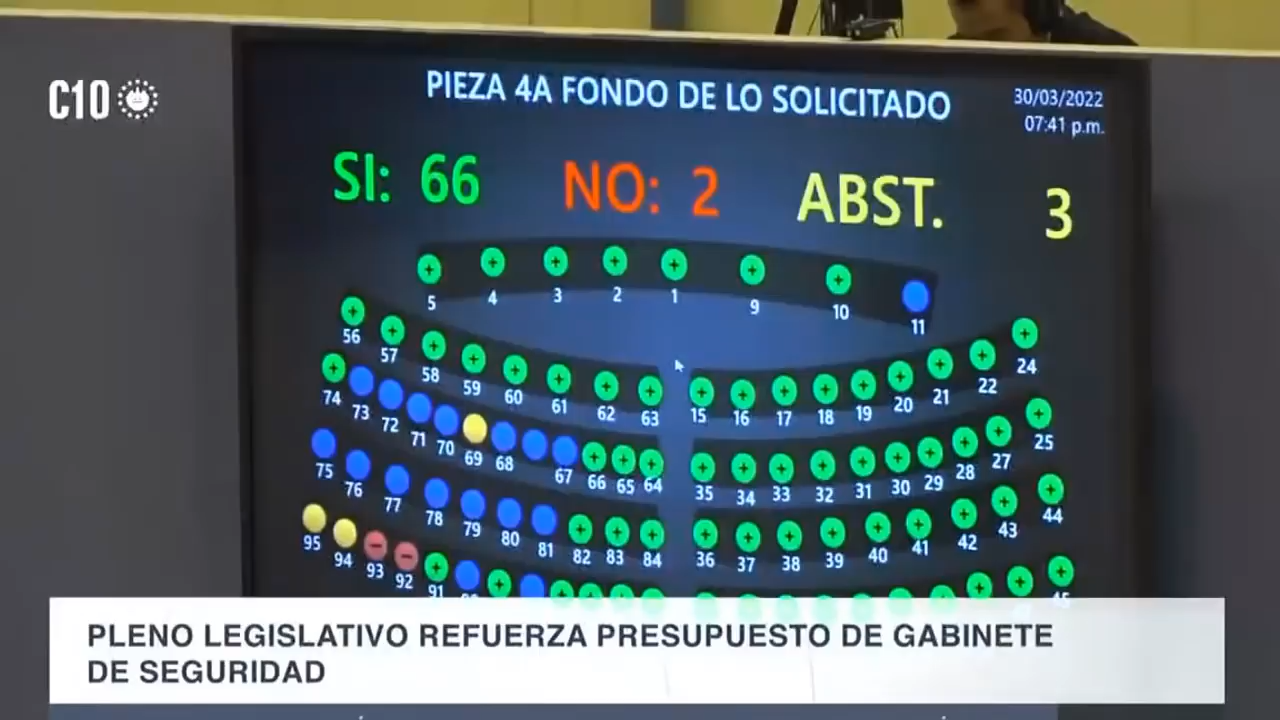 C10
PIEZA 4A FONDO DE LO SOLICITADO
30/03/2022
07:41 p.m.
SI: 66 NO: 2 ABST. 3
5 4 3 2 1 9 10 11
56 57 58 59 60 61 62 63 15 16 17 18 19 20 21 22 24
74 73 72 71 70 69 68 67 66 65 64 35 34 33 32 31 30 29 28 27 25
75 76 77 78 79 80 81 82 83 84 36 37 38 39 40 41 42 43 44
95 94 93 92 91
PLENO LEGISLATIVO REFUERZA PRESUPUESTO DE GABINETE
DE SEGURIDAD